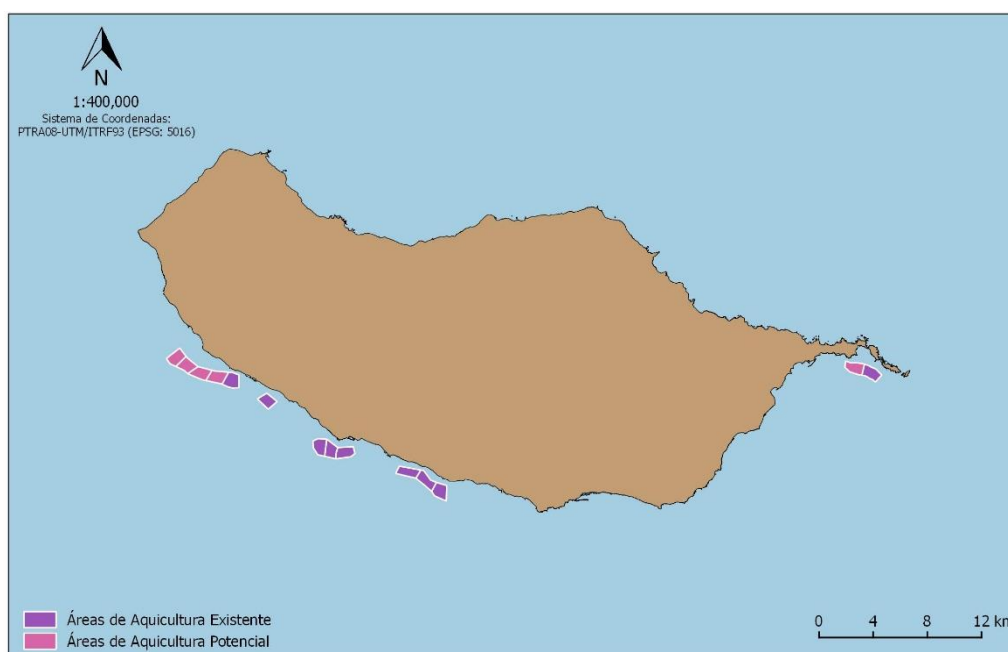 N
1:400,000
Sistema de Coordenadas:
PTRA08-UTM/ITRF93 (EPSG: 5016)
Áreas de Aquicultura Existente
Áreas de Aquicultura Potencial
0 4 8 12 km